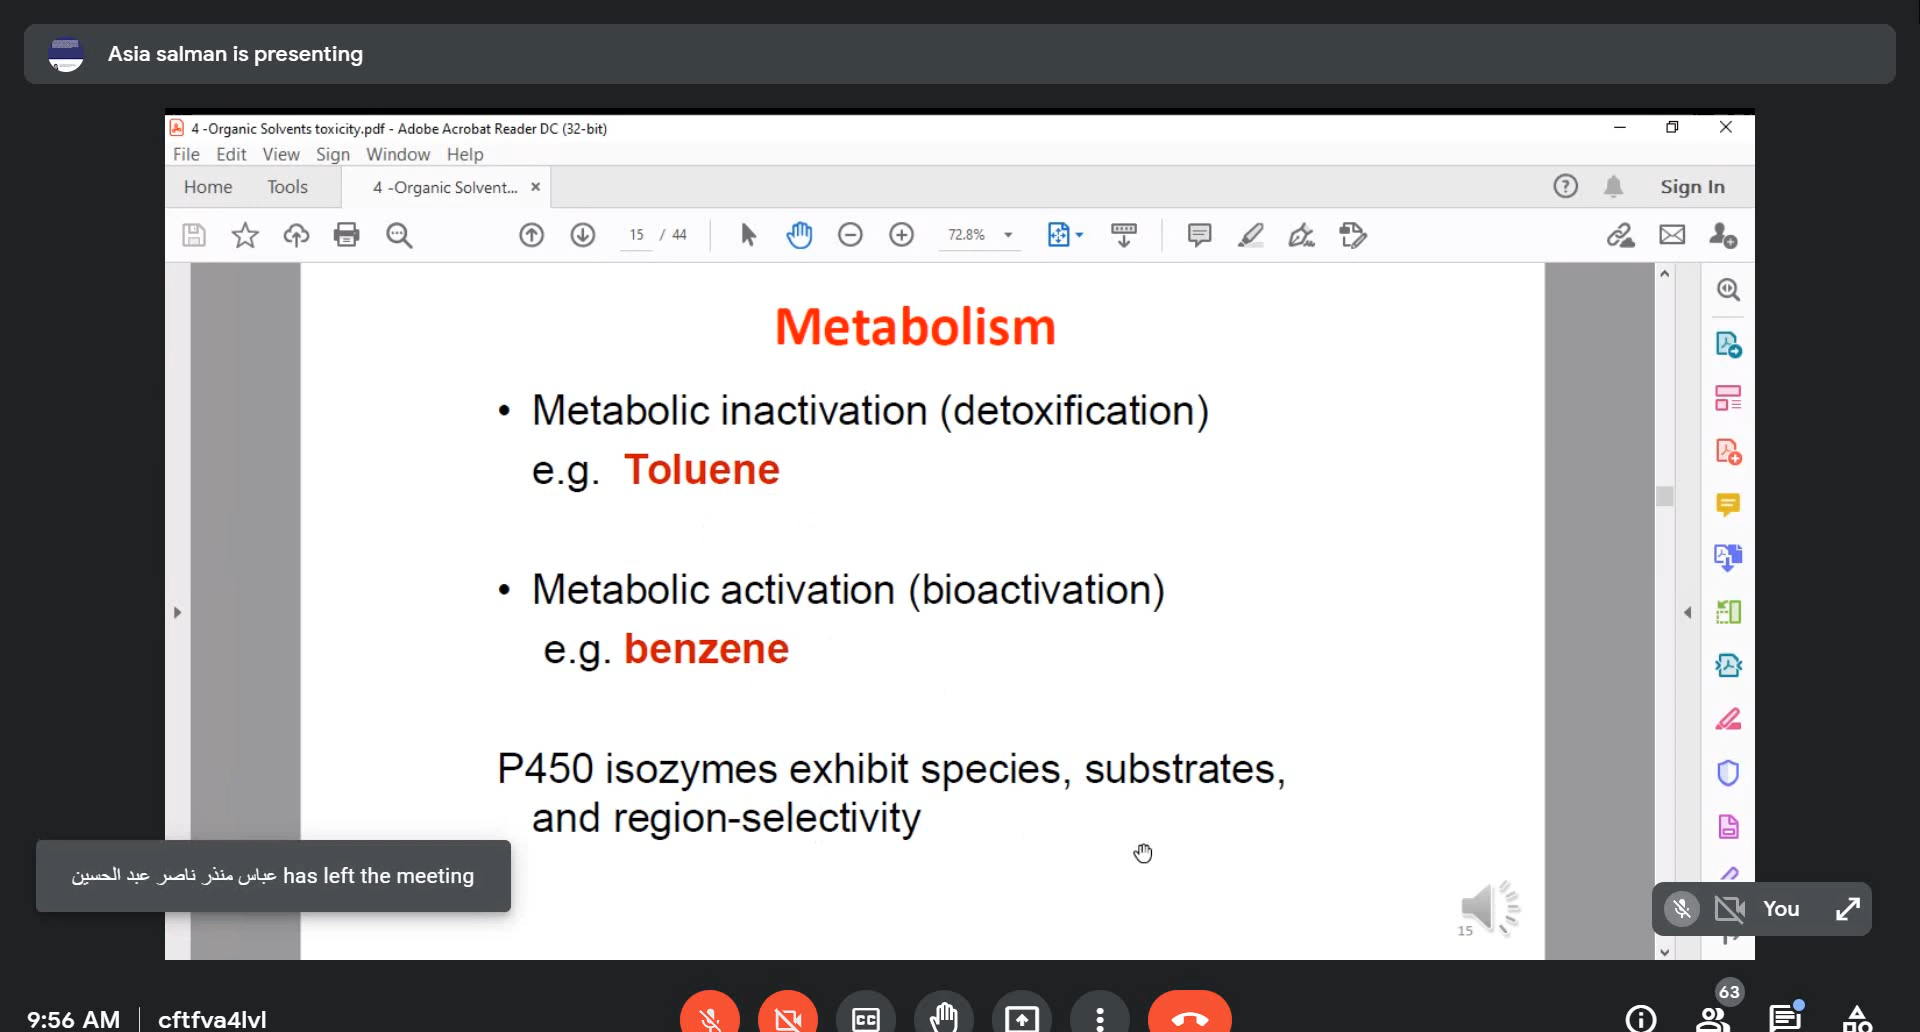 Asia salman is presenting
4 -Organic Solvents toxicity.pdf - Adobe Acrobat Reader DC (32-bit)
File Edit View Sign Window Help
Home Tools 4 -Organic Solvent... × Sign In
15 / 44 72.8%
Metabolism
• Metabolic inactivation (detoxification)
e.g. Toluene
• Metabolic activation (bioactivation)
e.g. benzene
P450 isozymes exhibit species, substrates,
and region-selectivity
15
عباس منذر ناصر عبد الحسين has left the meeting
You
63
9:56 AM | cftfva4lvl
CC